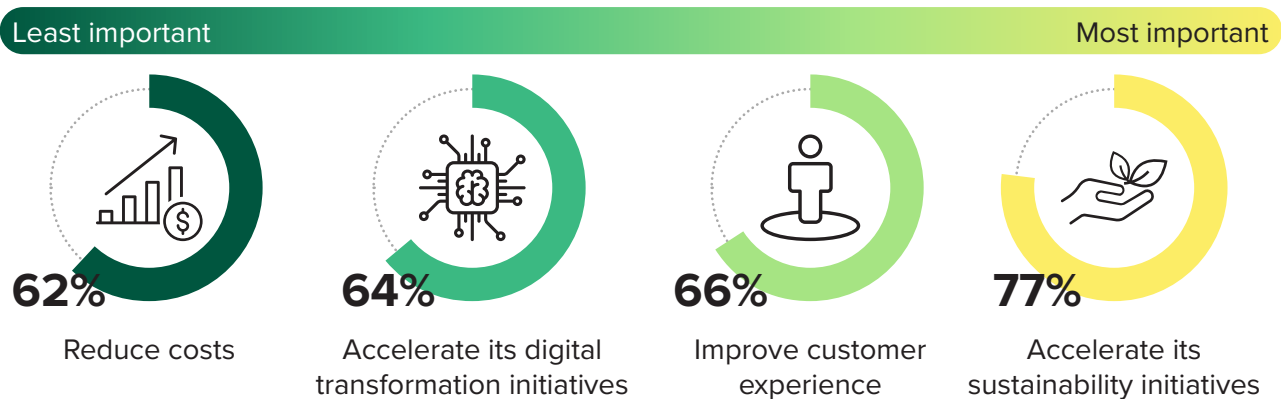 Least important
Most important
$
62%
64%
66%
77%
Reduce costs
Accelerate its digital
transformation initiatives
Improve customer
experience
Accelerate its
sustainability initiatives